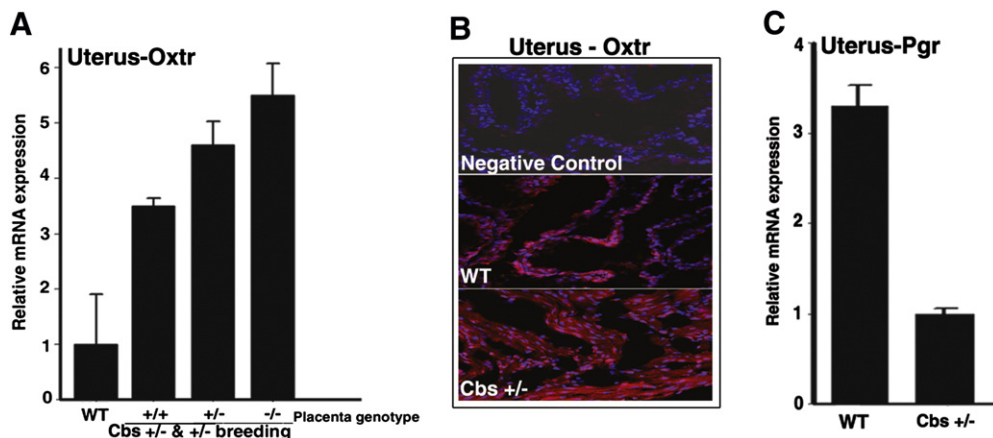 A
Uterus-Oxtr
Relative mRNA expression
6
5
4
3
2
1
0
WT +/+ +/- -/- Placenta genotype
Cbs +/- & +/- breeding
B
Uterus - Oxtr
Negative Control
WT
Cbs +/-
C
Uterus-Pgr
Relative mRNA expression
4
3
2
1
0
WT Cbs +/-